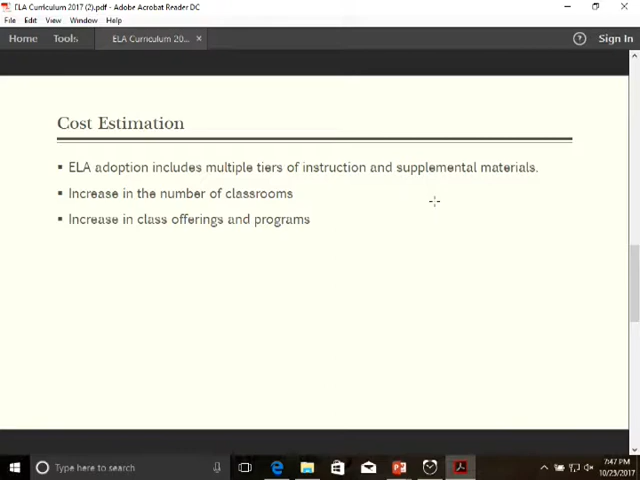 ELA Curriculum 2017 (2).pdf - Adobe Acrobat Reader DC
File Edit View Window Help
Home Tools ELA Curriculum 20... × ? Sign In
Cost Estimation
▪ ELA adoption includes multiple tiers of instruction and supplemental materials.
▪ Increase in the number of classrooms
▪ Increase in class offerings and programs
Type here to search
7:47 PM
10/23/2017